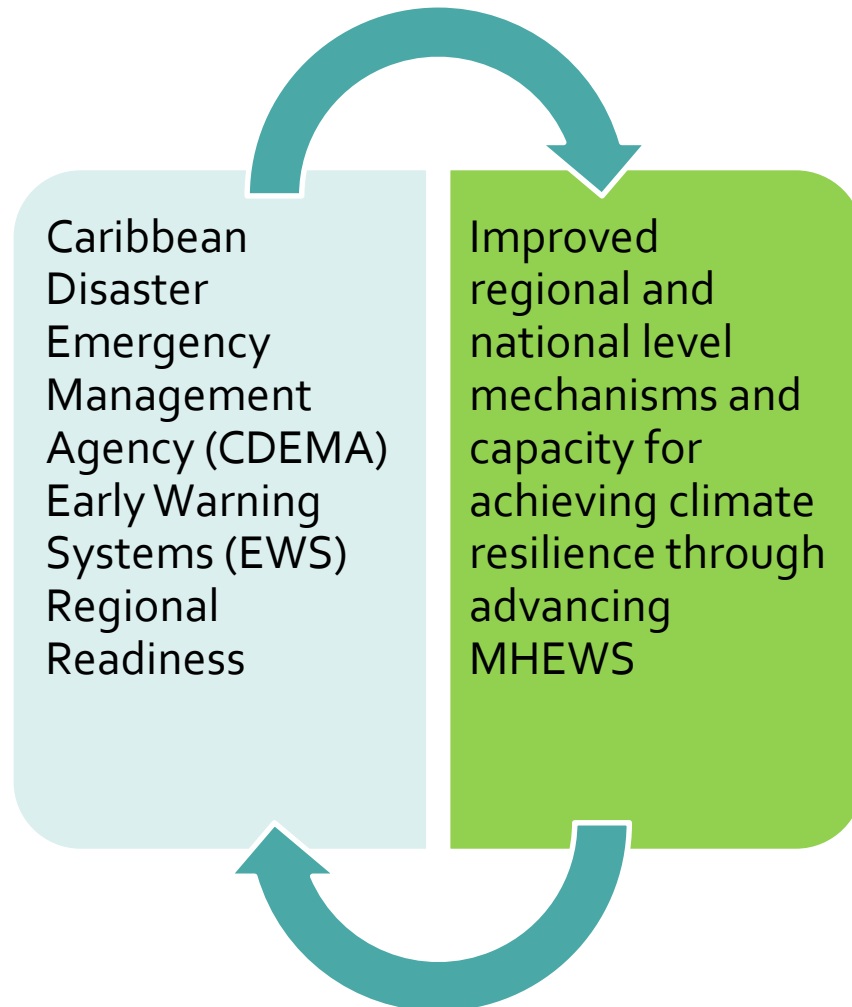 Caribbean
Disaster
Emergency
Management
Agency (CDEMA)
Early Warning
Systems (EWS)
Regional
Readiness
Improved
regional and
national level
mechanisms and
capacity for
achieving climate
resilience through
advancing
MHEWS